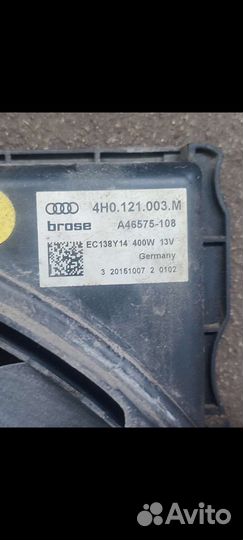 4H0.121.003.M
brose A46575-108
EC138Y14 400W 13V
Germany
3 20151007 2 0102
Avito